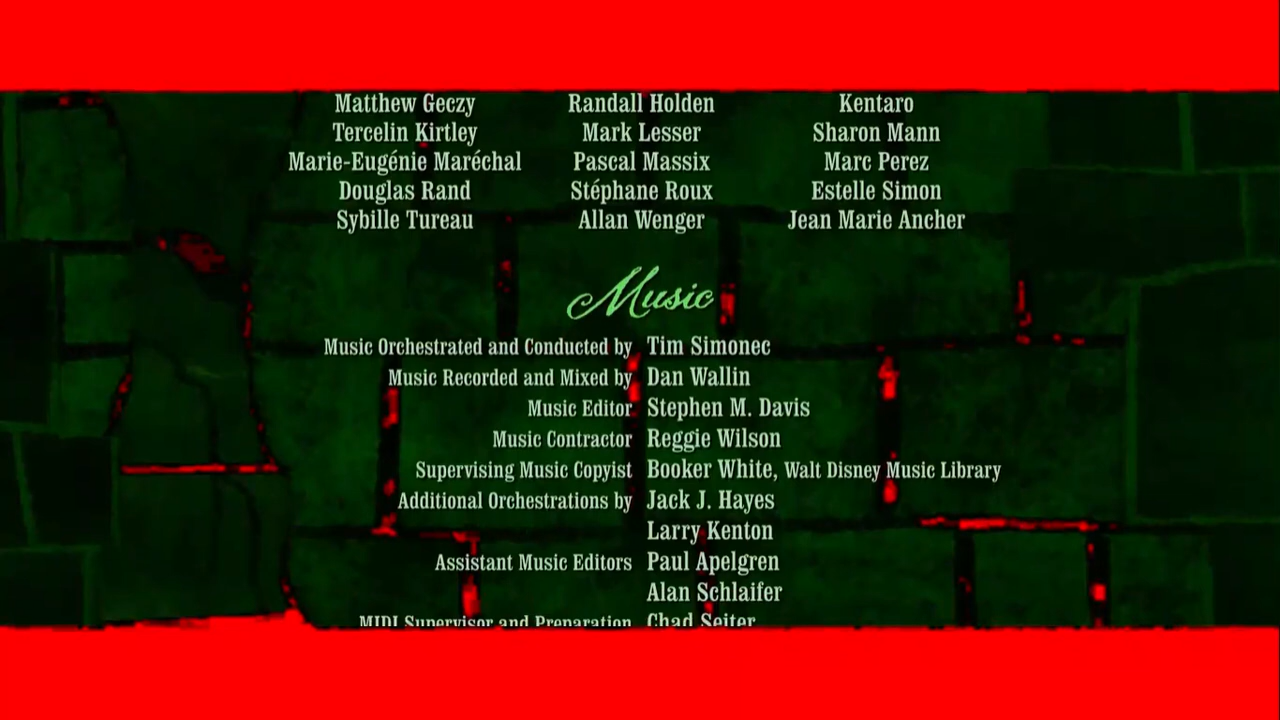 Matthew Geczy Randall Holden Kentaro
Tercelin Kirtley Mark Lesser Sharon Mann
Marie-Eugénie Maréchal Pascal Massix Marc Perez
Douglas Rand Stéphane Roux Estelle Simon
Sybille Tureau Allan Wenger Jean Marie Ancher
Music
Music Orchestrated and Conducted by Tim Simonec
Music Recorded and Mixed by Dan Wallin
Music Editor Stephen M. Davis
Music Contractor Reggie Wilson
Supervising Music Copyist Booker White, Walt Disney Music Library
Additional Orchestrations by Jack J. Hayes
Larry Kenton
Assistant Music Editors Paul Apelgren
Alan Schlaifer
MIDI Supervisor and Preparation Chad Seiter